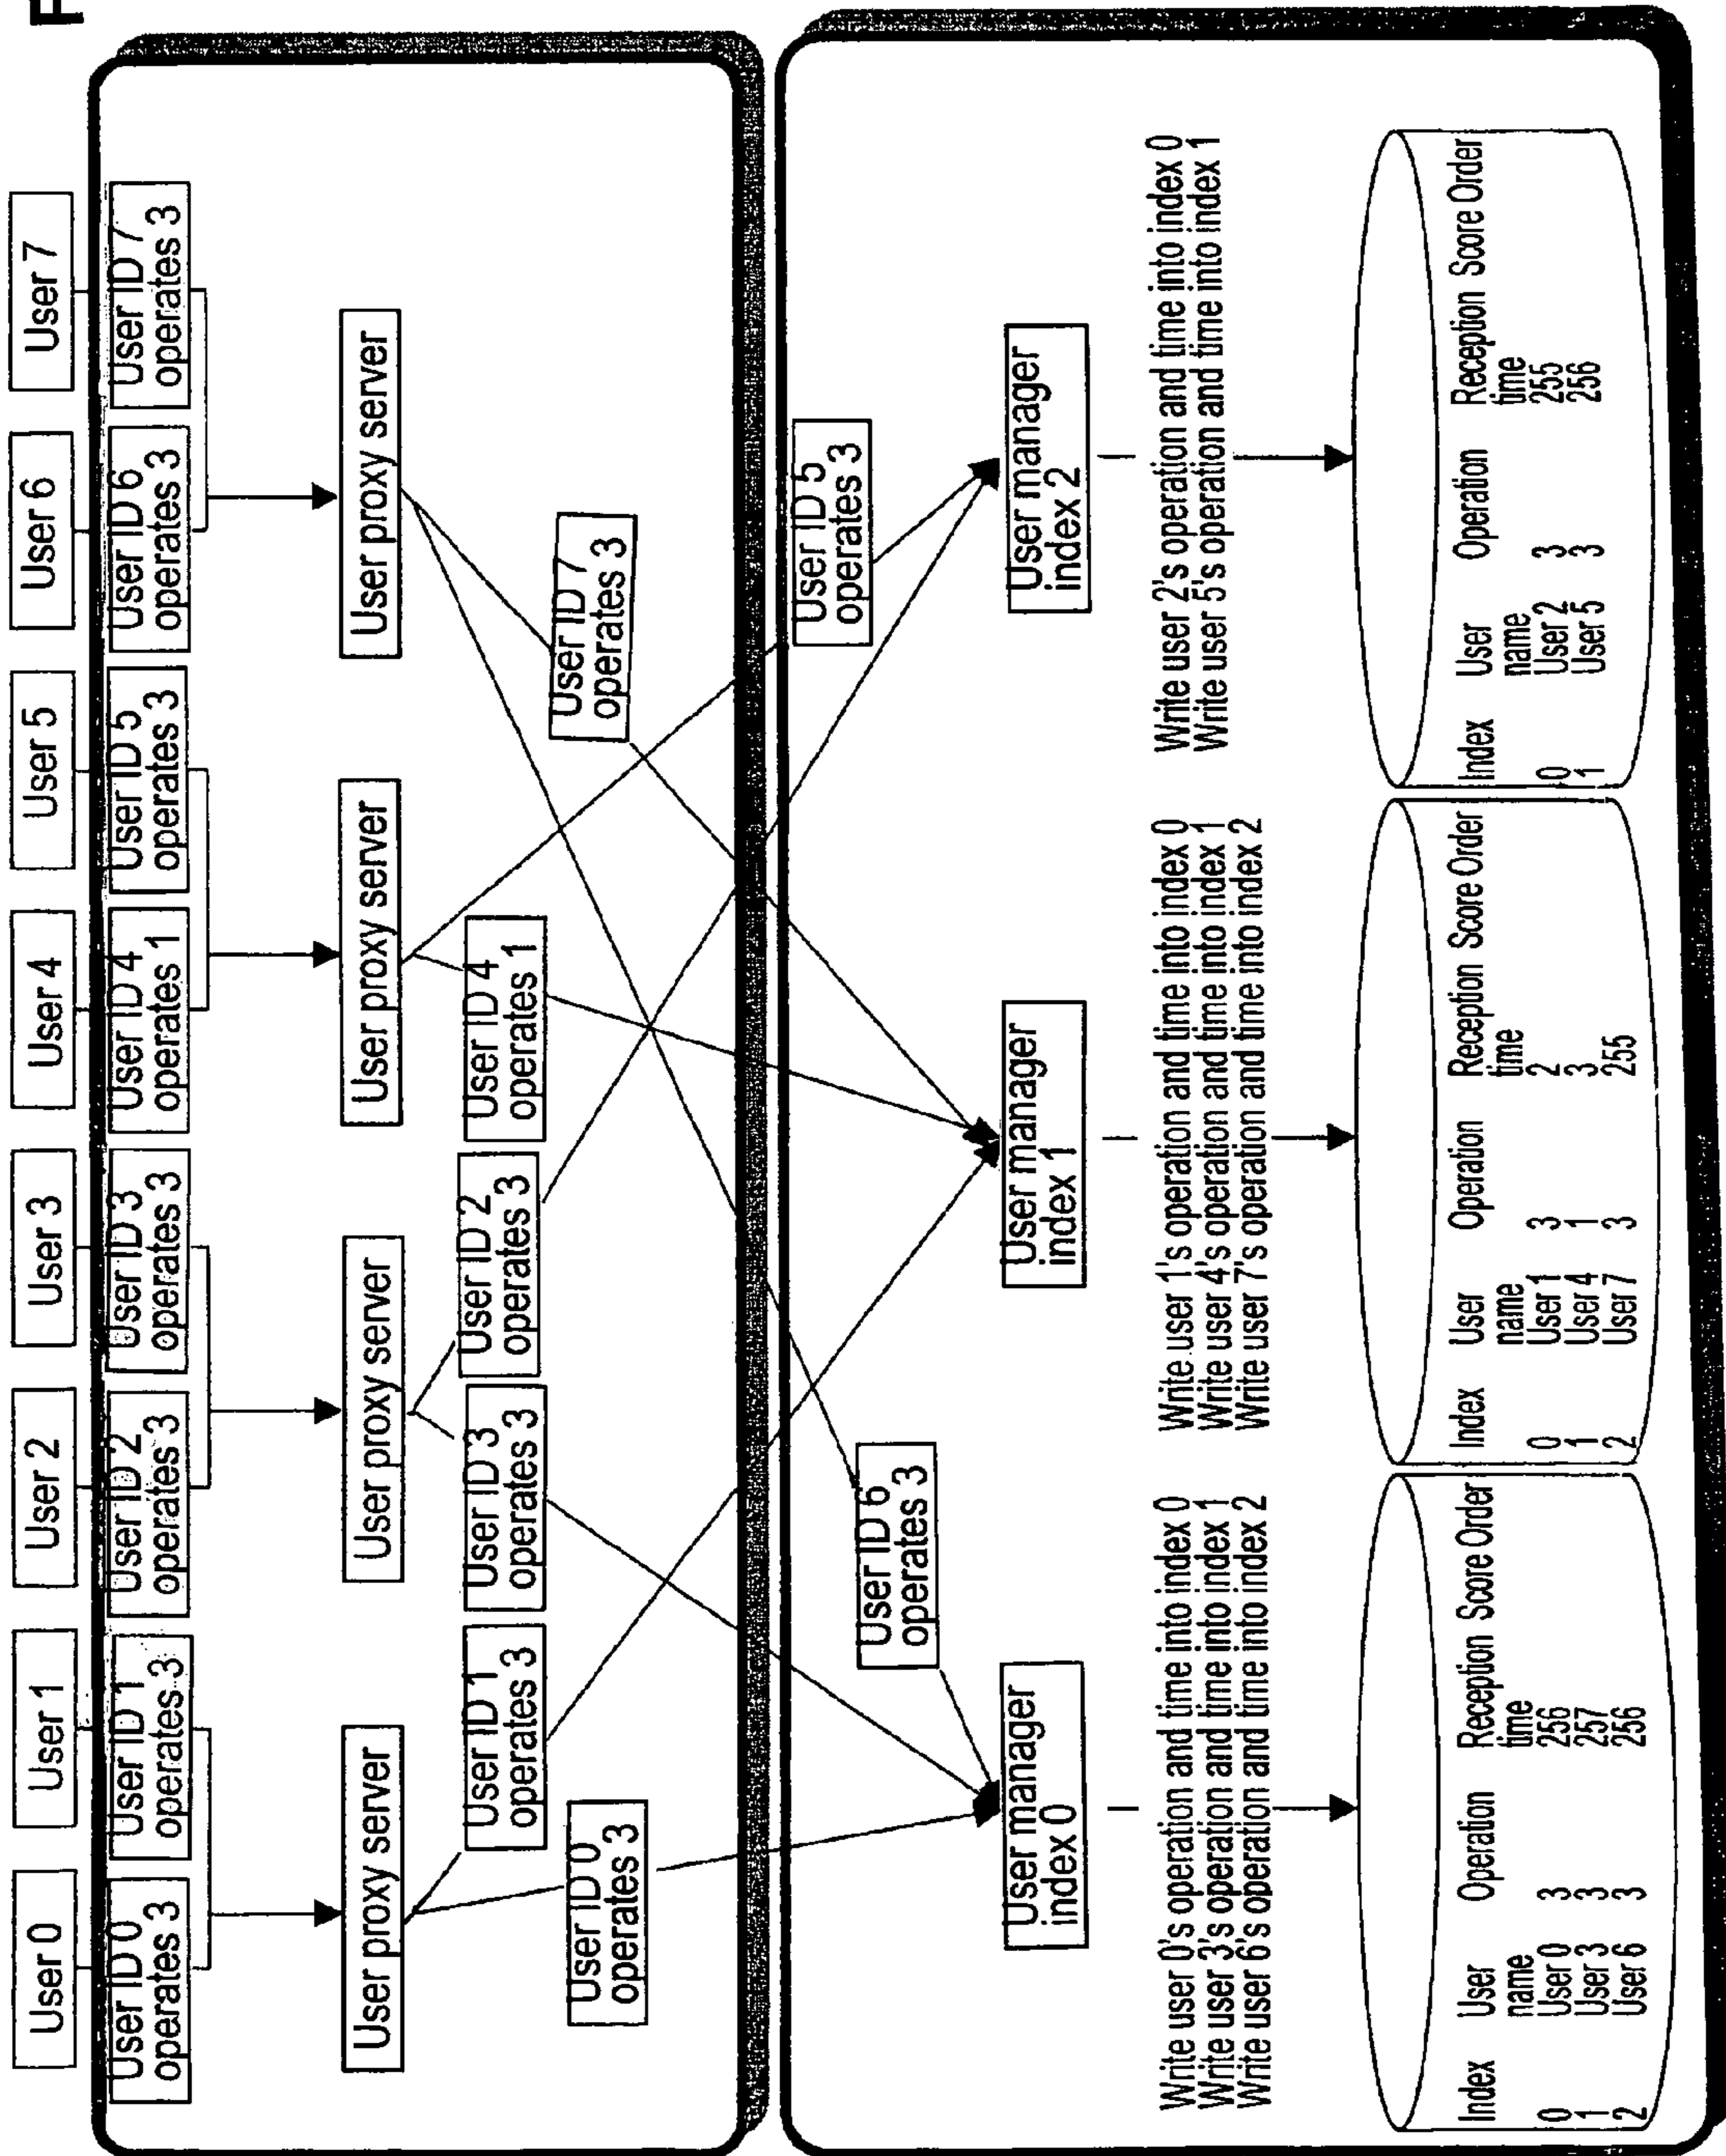 F
User 0
User 1
User 2
User 3
User 4
User 5
User 6
User 7
User ID 0
operates 3
User ID 1
operates 3
User ID 2
operates 3
User ID 3
operates 3
User ID 4
operates 1
User ID 5
operates 3
User ID 6
operates 3
User ID 7
operates 3
User proxy server
User proxy server
User proxy server
User proxy server
User ID 0
operates 3
User ID 1
operates 3
User ID 3
operates 3
User ID 2
operates 3
User ID 4
operates 1
User ID 7
operates 3
User ID 6
operates 3
User ID 5
operates 3
User manager
index 0
User manager
index 1
User manager
index 2
Write user 0's operation and time into index 0
Write user 3's operation and time into index 1
Write user 6's operation and time into index 2
Write user 1's operation and time into index 0
Write user 4's operation and time into index 1
Write user 7's operation and time into index 2
Write user 2's operation and time into index 0
Write user 5's operation and time into index 1
Index User Operation Reception Score Order
name time
0 User 0 3 256
1 User 3 3 257
2 User 6 3 256
Index User Operation Reception Score Order
name time
0 User 1 3 2
1 User 4 1 3
2 User 7 3 255
Index User Operation Reception Score Order
name time
0 User 2 3 255
1 User 5 3 256